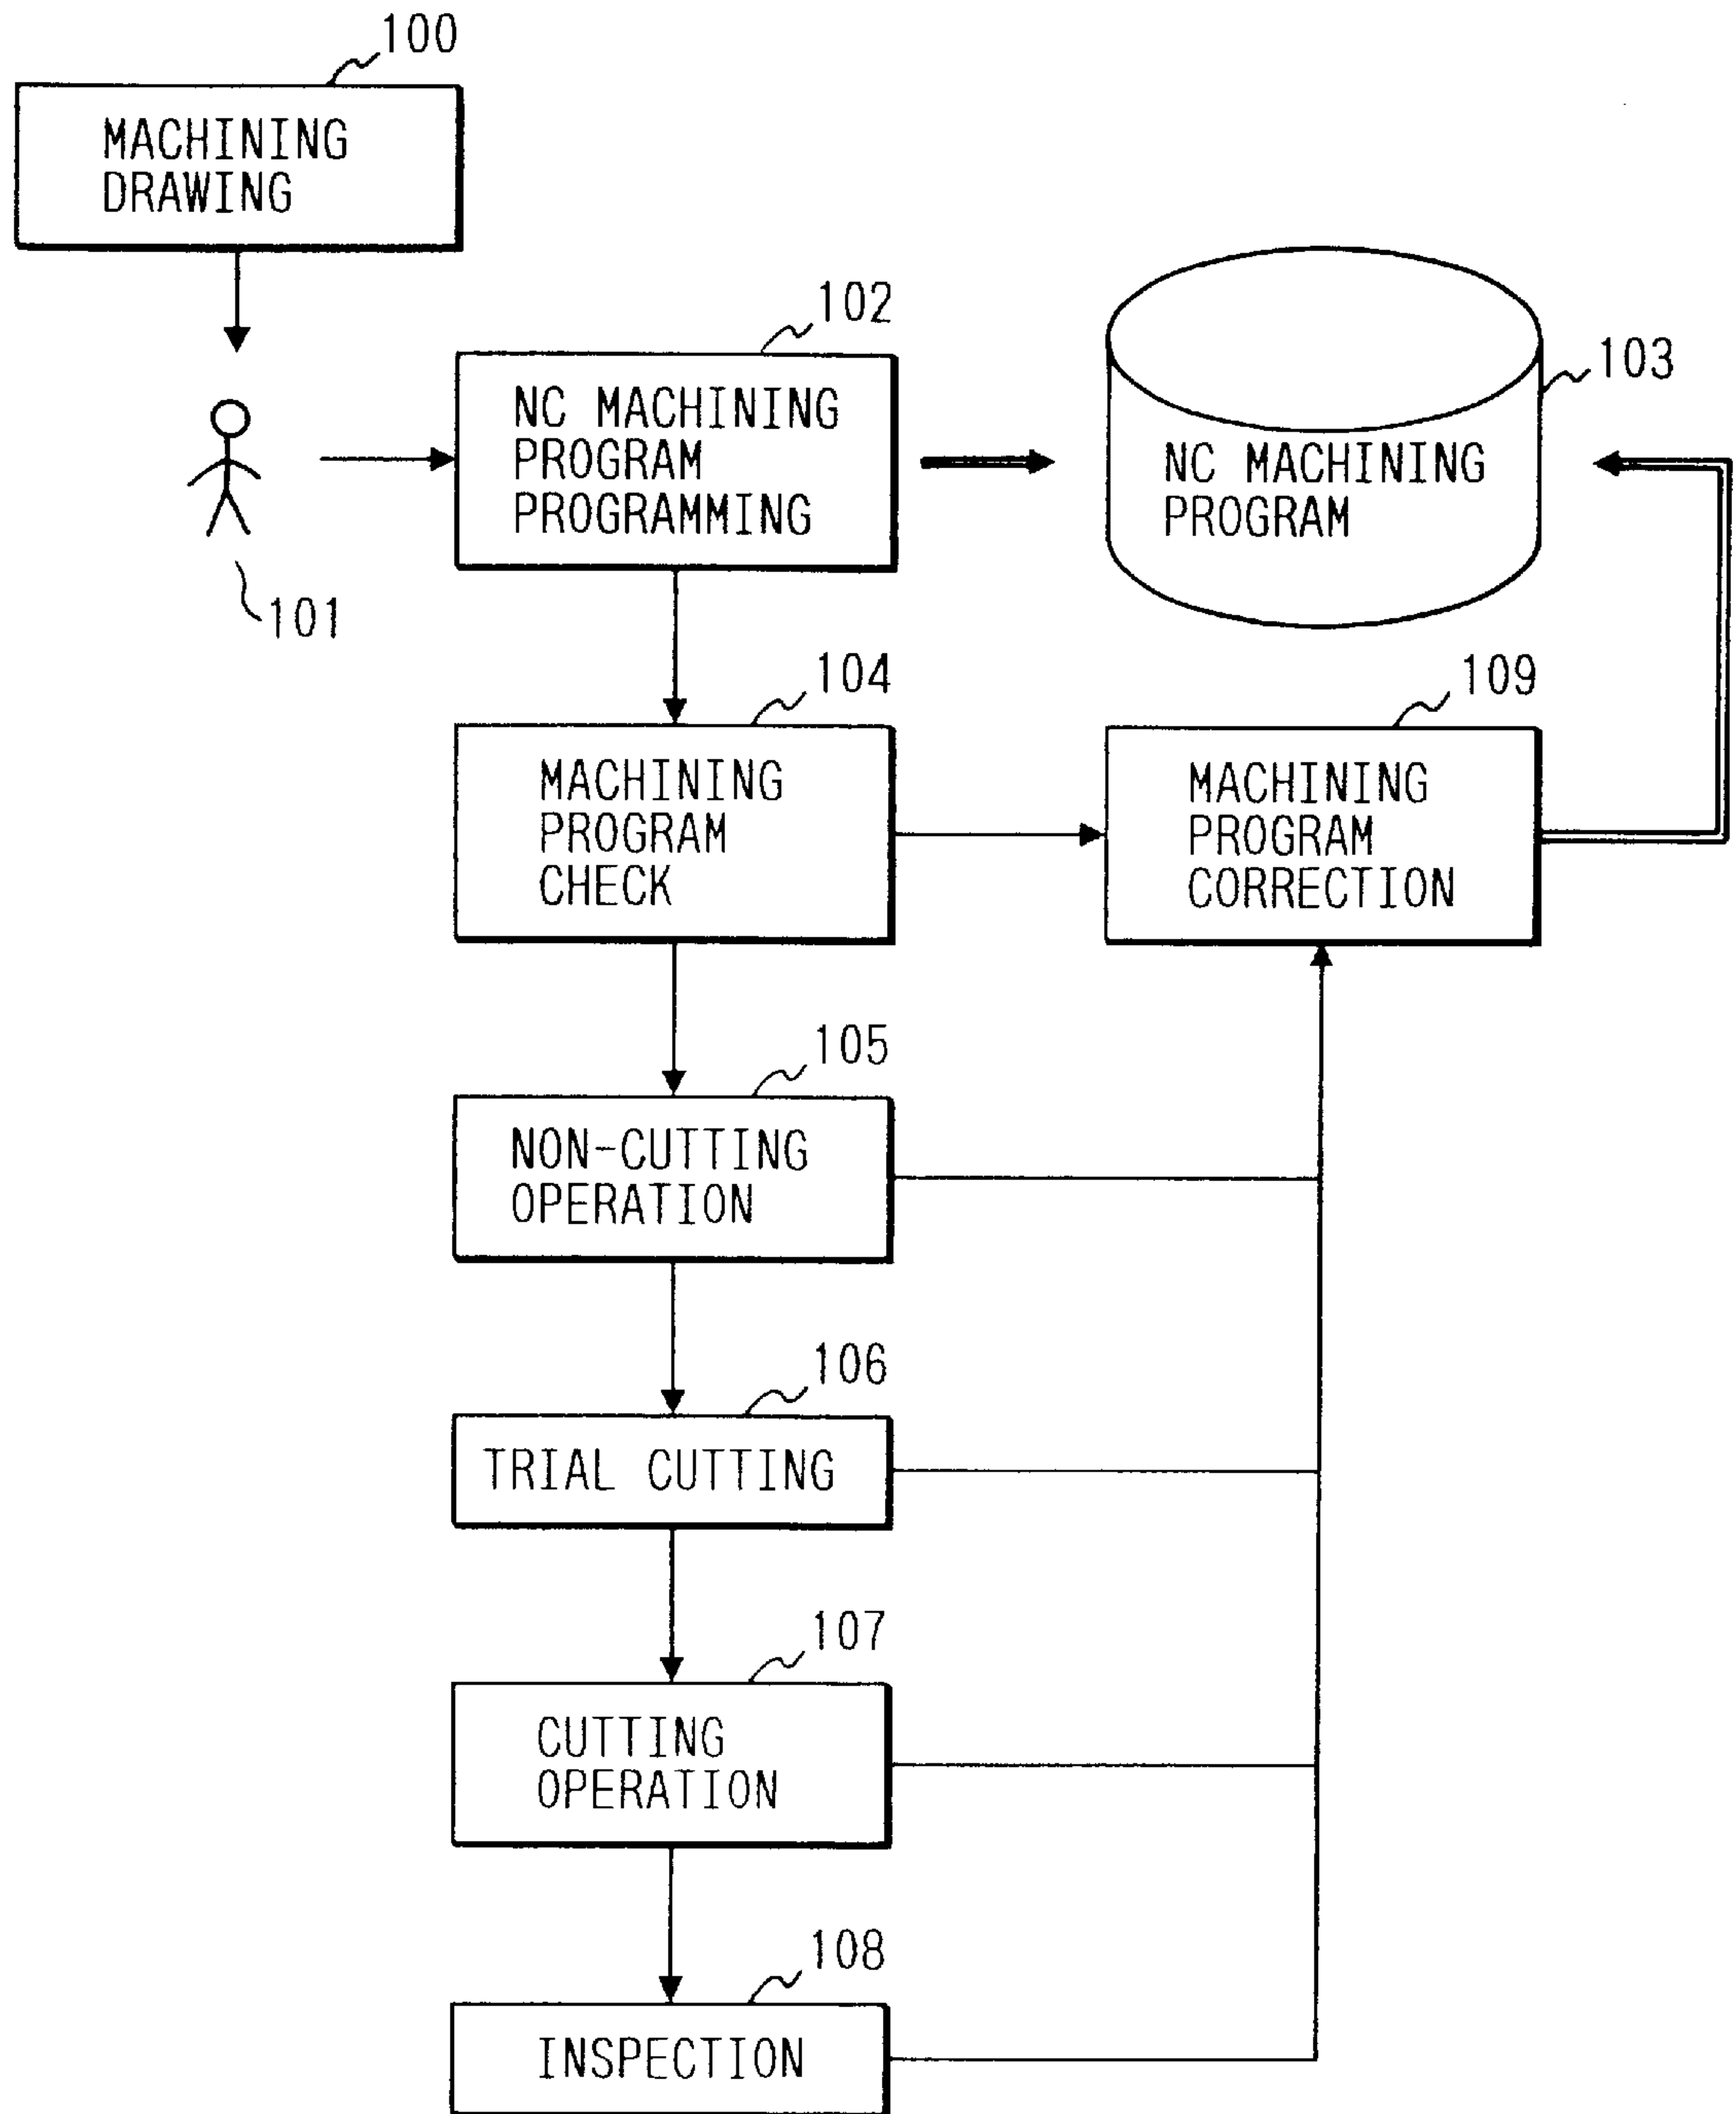 100
MACHINING
DRAWING
102
NC MACHINING
PROGRAM
PROGRAMMING
103
NC MACHINING
PROGRAM
101
104
MACHINING
PROGRAM
CHECK
109
MACHINING
PROGRAM
CORRECTION
105
NON-CUTTING
OPERATION
106
TRIAL CUTTING
107
CUTTING
OPERATION
108
INSPECTION